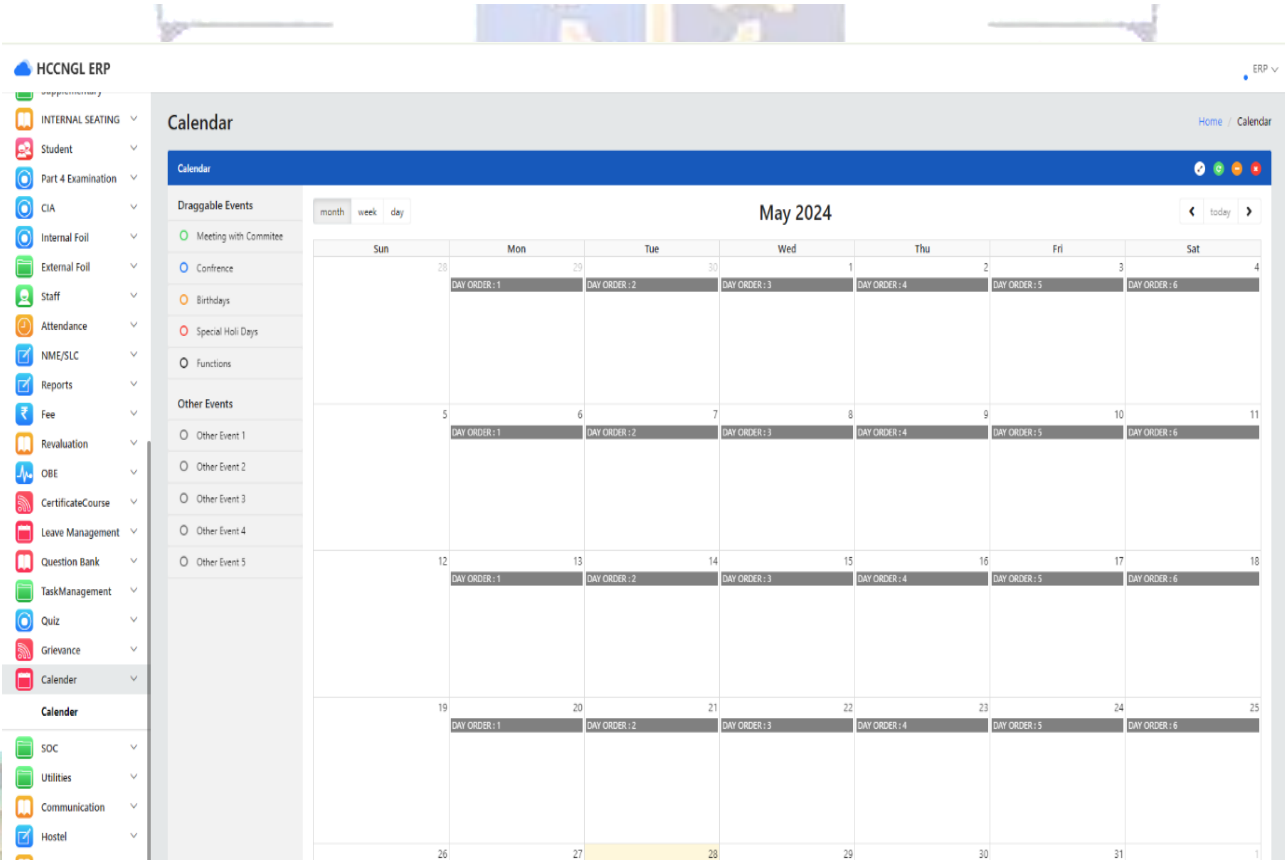 HCCNGL ERP
ERP
Supplementary
INTERNAL SEATING
Student
Part 4 Examination
CIA
Internal Foil
External Foil
Staff
Attendance
NME/SLC
Reports
Fee
Revaluation
OBE
CertificateCourse
Leave Management
Question Bank
TaskManagement
Quiz
Grievance
Calender
Calender
SOC
Utilities
Communication
Hostel
Calendar
Home / Calendar
Calendar
Draggable Events
Meeting with Commitee
Confrence
Birthdays
Special Holi Days
Functions
Other Events
Other Event 1
Other Event 2
Other Event 3
Other Event 4
Other Event 5
month week day
May 2024
today
Sun Mon Tue Wed Thu Fri Sat
28 29 30 1 2 3 4
DAY ORDER : 1 DAY ORDER : 2 DAY ORDER : 3 DAY ORDER : 4 DAY ORDER : 5 DAY ORDER : 6
5 6 7 8 9 10 11
DAY ORDER : 1 DAY ORDER : 2 DAY ORDER : 3 DAY ORDER : 4 DAY ORDER : 5 DAY ORDER : 6
12 13 14 15 16 17 18
DAY ORDER : 1 DAY ORDER : 2 DAY ORDER : 3 DAY ORDER : 4 DAY ORDER : 5 DAY ORDER : 6
19 20 21 22 23 24 25
DAY ORDER : 1 DAY ORDER : 2 DAY ORDER : 3 DAY ORDER : 4 DAY ORDER : 5 DAY ORDER : 6
26 27 28 29 30 31 1